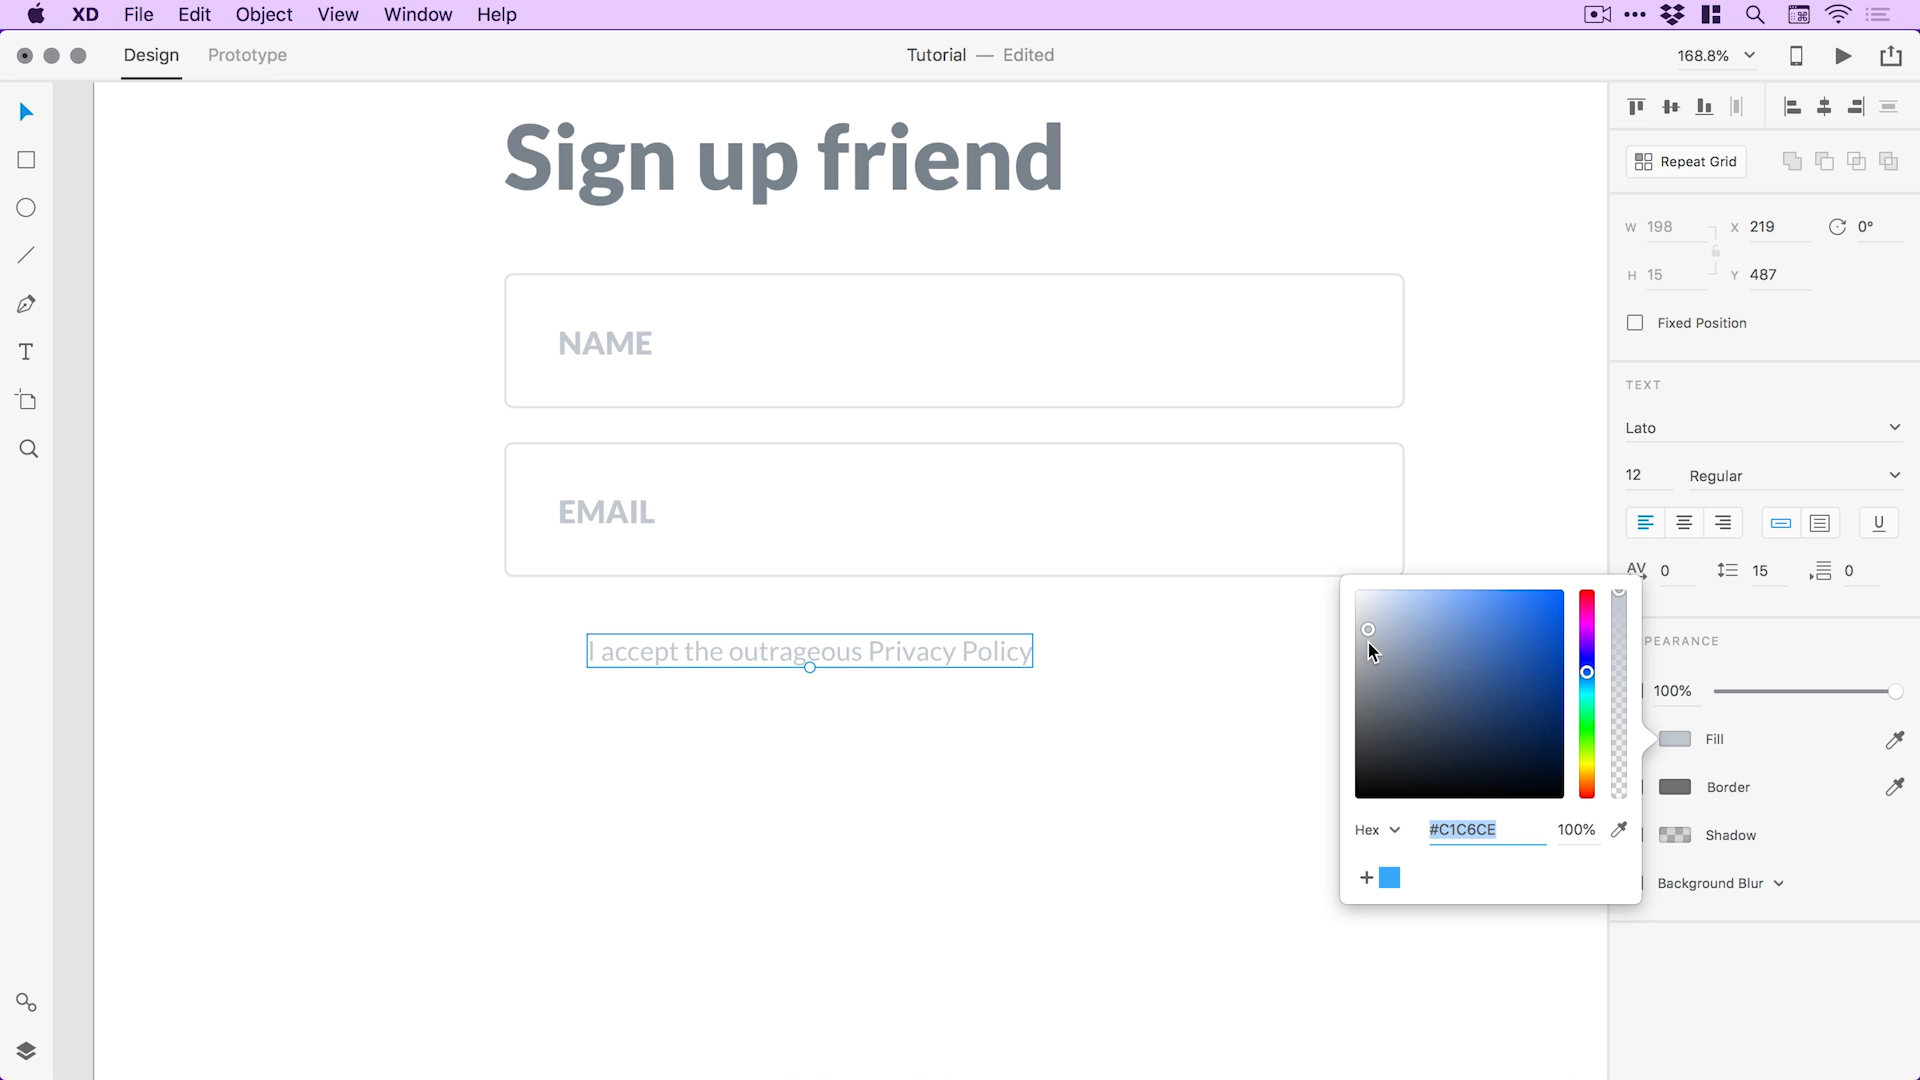 XD File Edit Object View Window Help
Design Prototype Tutorial — Edited 168.8%
Sign up friend
NAME
EMAIL
I accept the outrageous Privacy Policy
Repeat Grid
W 198 X 219 0°
H 15 Y 487
Fixed Position
TEXT
Lato
12 Regular
U
AV 0 15 0
PEARANCE
100%
Fill
Border
Shadow
Background Blur
Hex #C1C6CE 100%
+
T